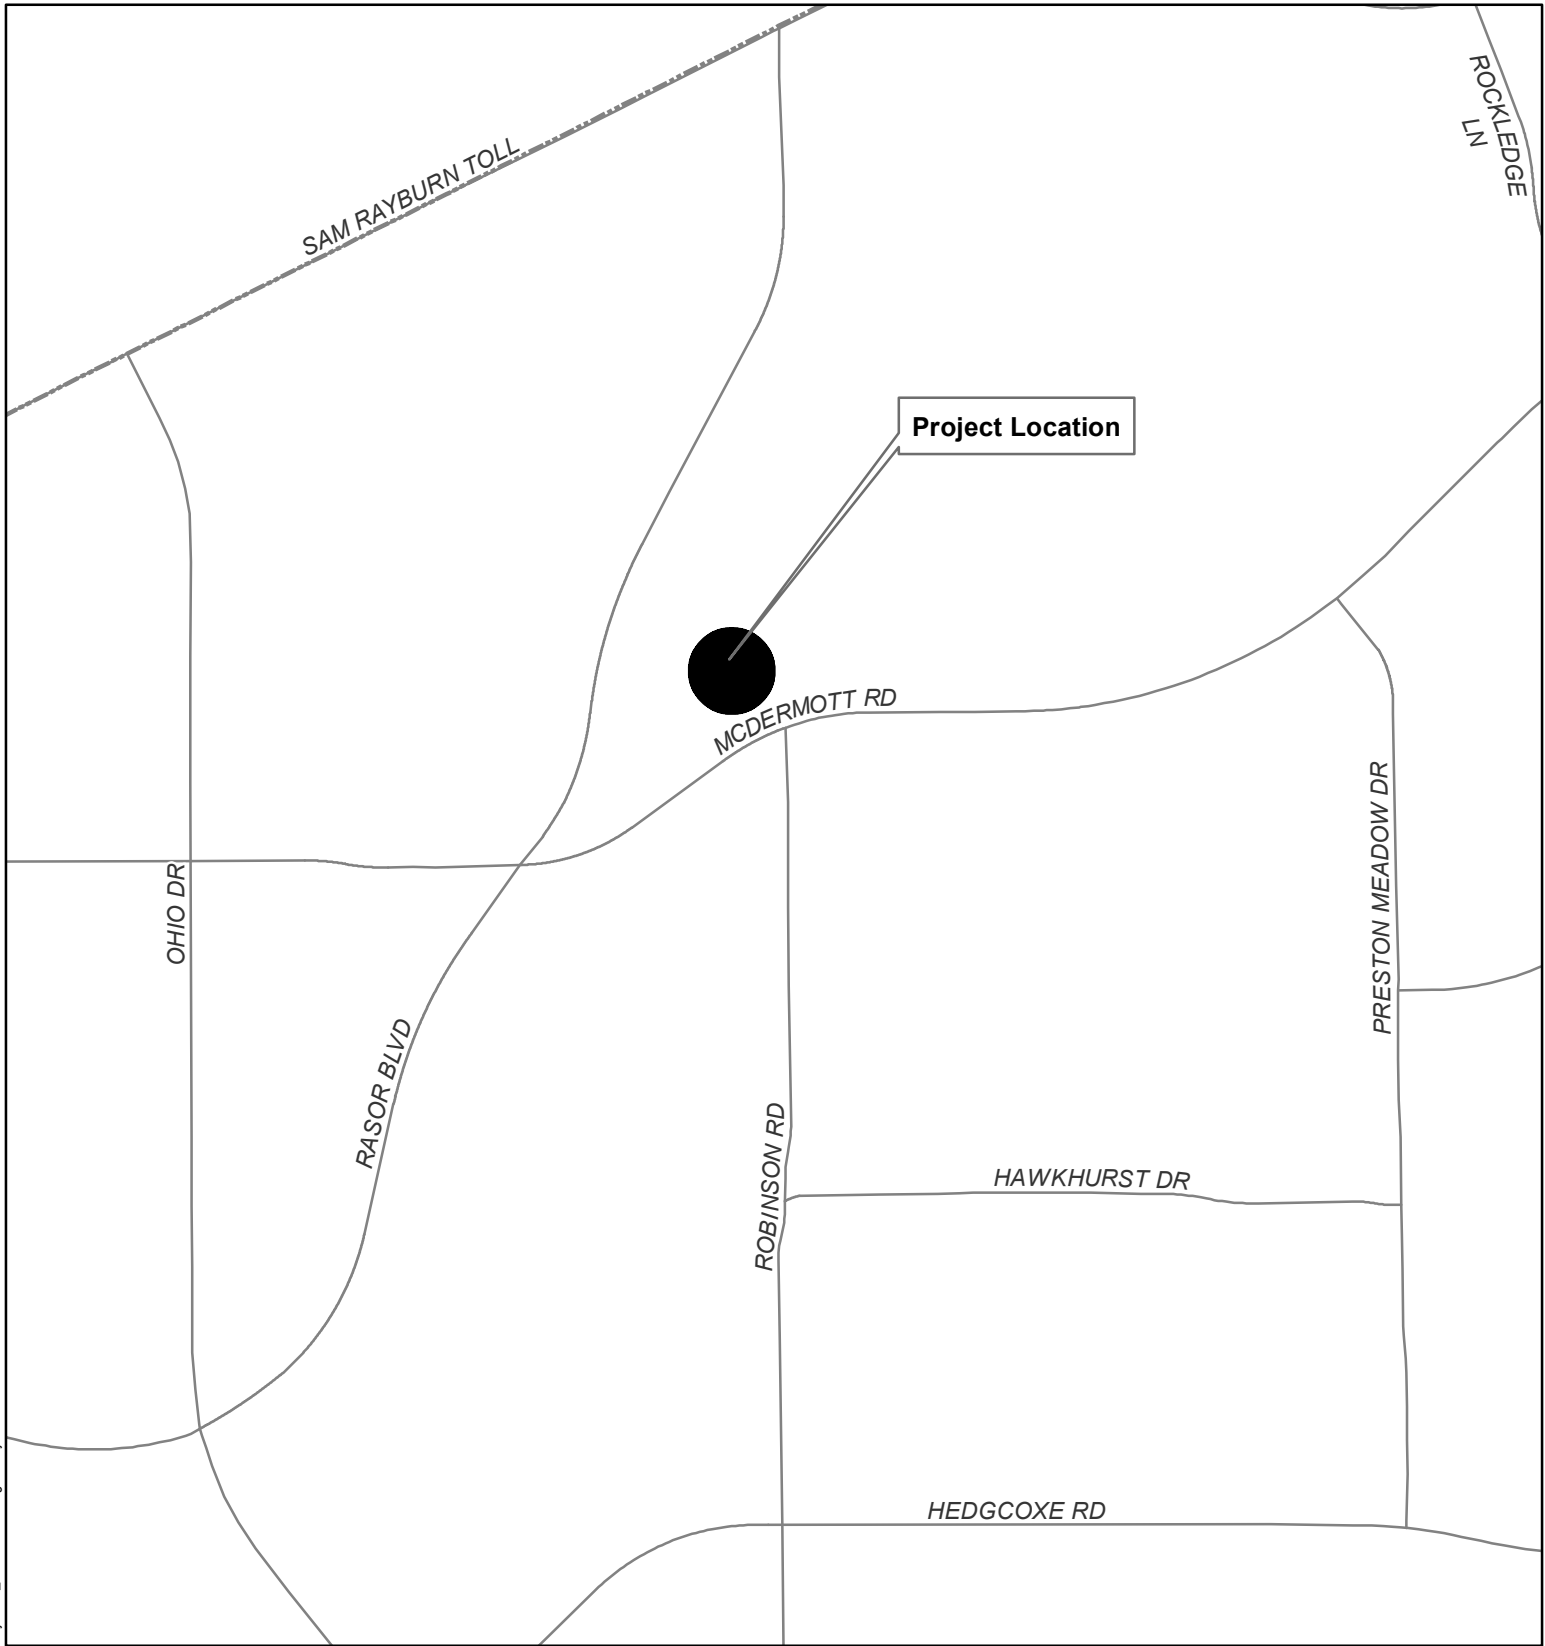 ROCKLEDGE
LN
SAM RAYBURN TOLL
Project Location
MCDERMOTT RD
PRESTON MEADOW DR
OHIO DR
RASOR BLVD
ROBINSON RD
HAWKHURST DR
HEDGCOXE RD